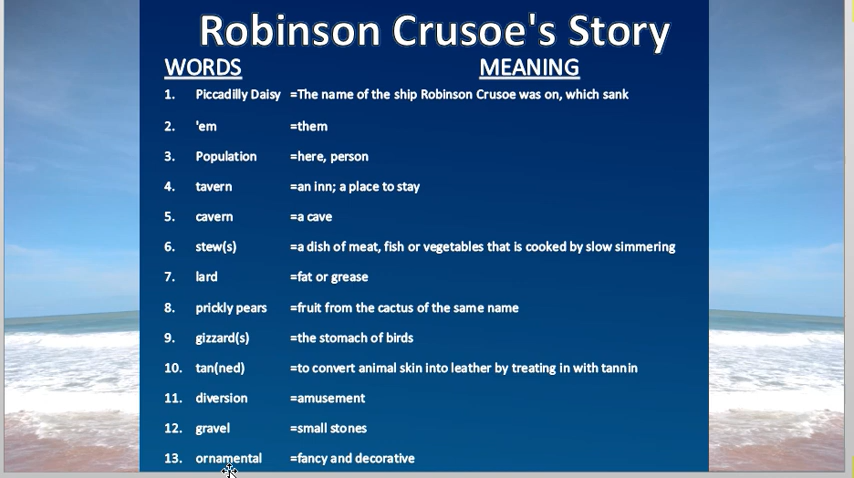 Robinson Crusoe's Story
WORDS MEANING
1. Piccadilly Daisy =The name of the ship Robinson Crusoe was on, which sank
2. 'em =them
3. Population =here, person
4. tavern =an inn; a place to stay
5. cavern =a cave
6. stew(s) =a dish of meat, fish or vegetables that is cooked by slow simmering
7. lard =fat or grease
8. prickly pears =fruit from the cactus of the same name
9. gizzard(s) =the stomach of birds
10. tan(ned) =to convert animal skin into leather by treating in with tannin
11. diversion =amusement
12. gravel =small stones
13. ornamental =fancy and decorative